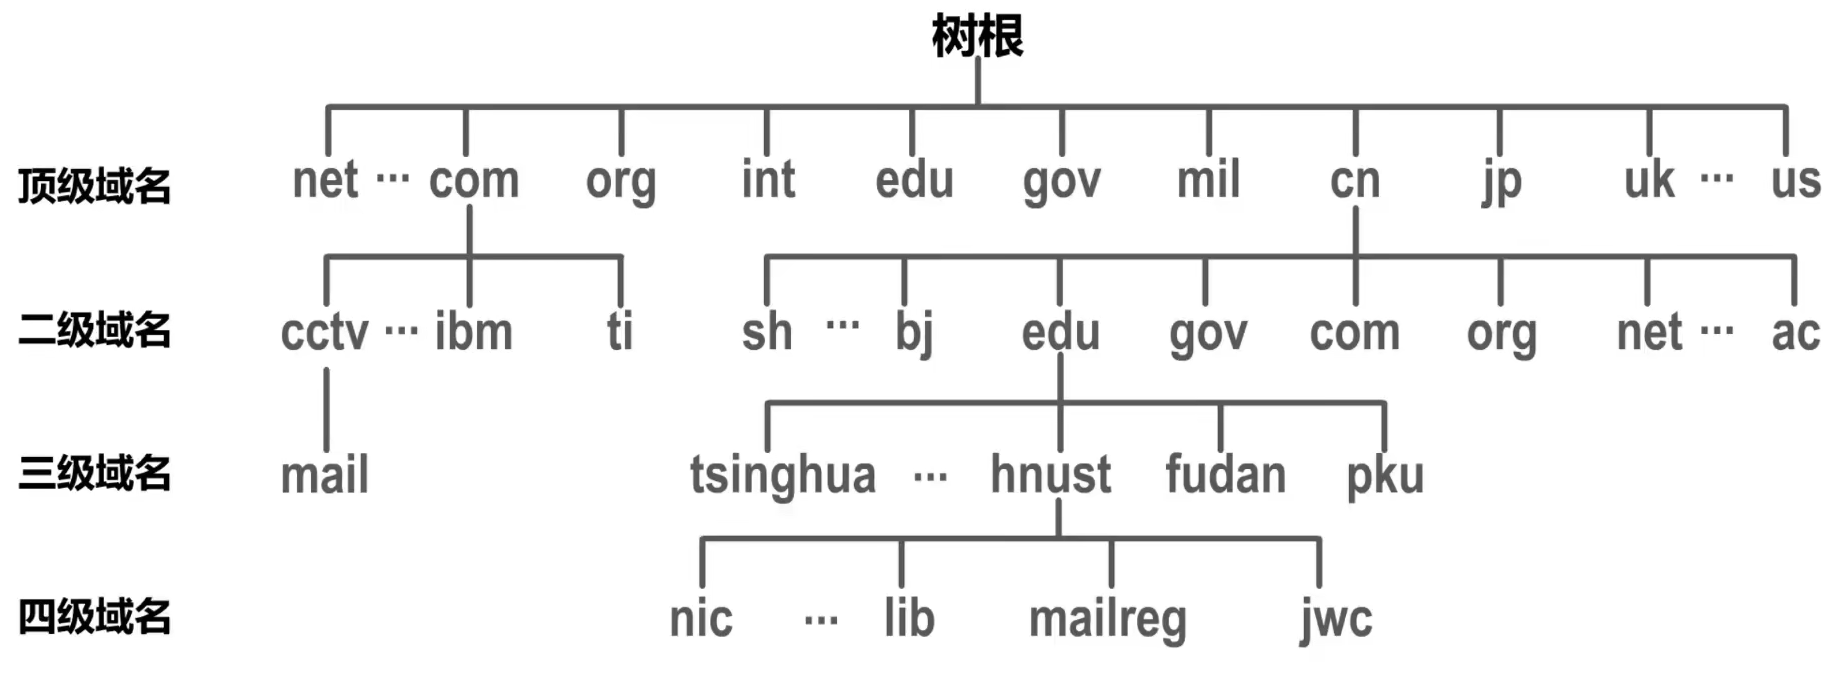 树根
顶级域名 net ··· com org int edu gov mil cn jp uk ··· us
二级域名 cctv ··· ibm ti sh ··· bj edu gov com org net ··· ac
三级域名 mail tsinghua ··· hnust fudan pku
四级域名 nic ··· lib mailreg jwc